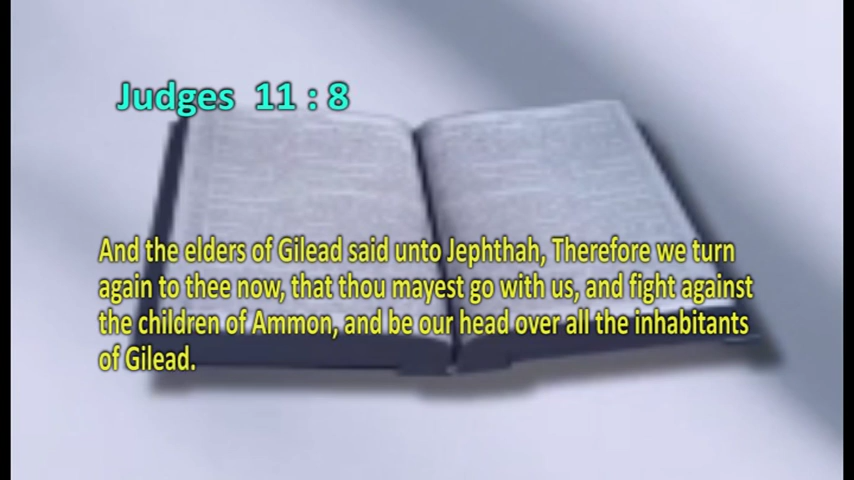 Judges 11 : 8
And the elders of Gilead said unto Jephthah, Therefore we turn
again to thee now, that thou mayest go with us, and fight against
the children of Ammon, and be our head over all the inhabitants
of Gilead.